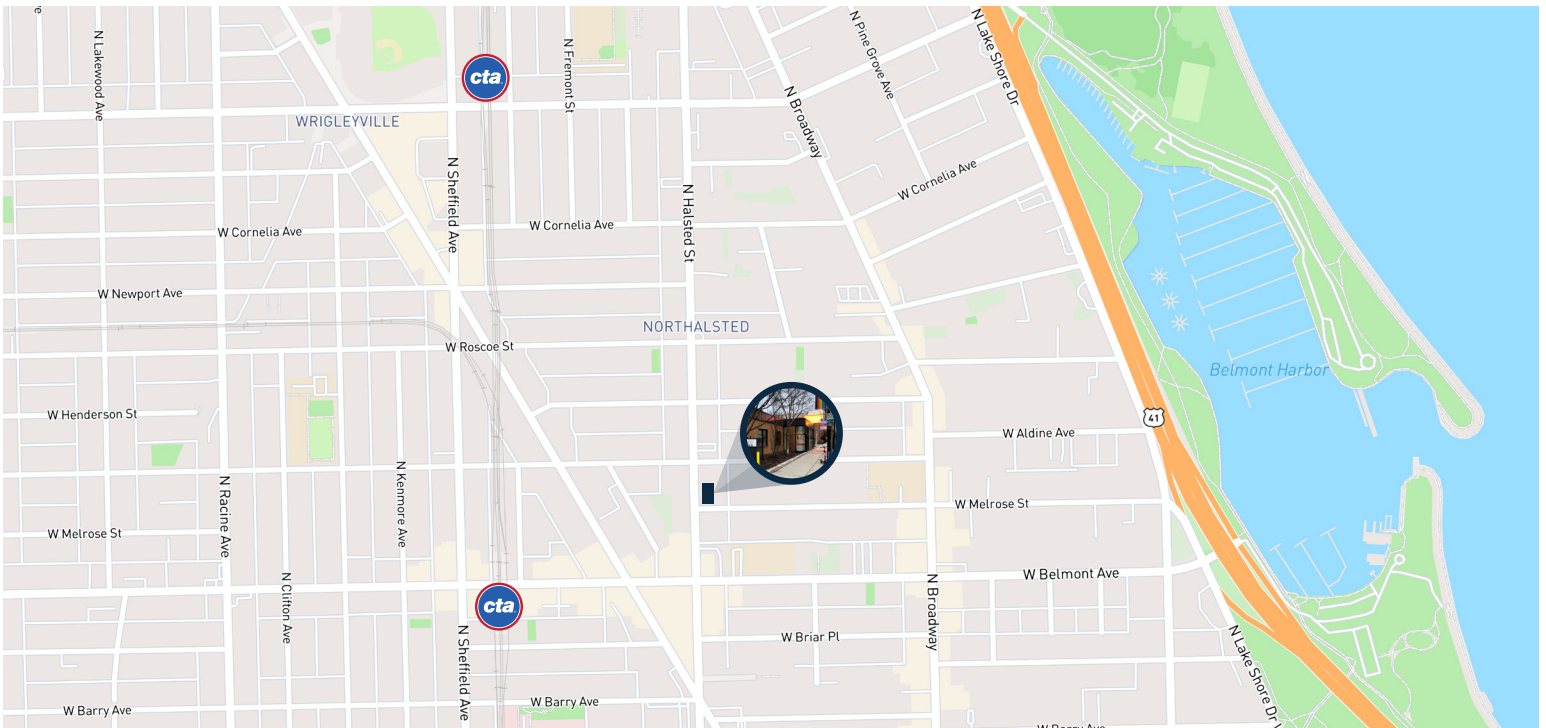 e
N Lakewood Ave
cta
N Fremont St
N Pine Grove Ave
N Lake Shore Dr
N Broadway
WRIGLEYVILLE
N Sheffield Ave
N Halsted St
W Cornelia Ave
W Cornelia Ave
W Cornelia Ave
W Newport Ave
NORTHALSTED
W Roscoe St
Belmont Harbor
W Henderson St
41
W Aldine Ave
N Racine Ave
N Kenmore Ave
W Melrose St
W Melrose St
W Belmont Ave
N Clifton Ave
cta
N Broadway
N Sheffield Ave
W Briar Pl
N Lake Shore Dr
W Barry Ave
W Barry Ave